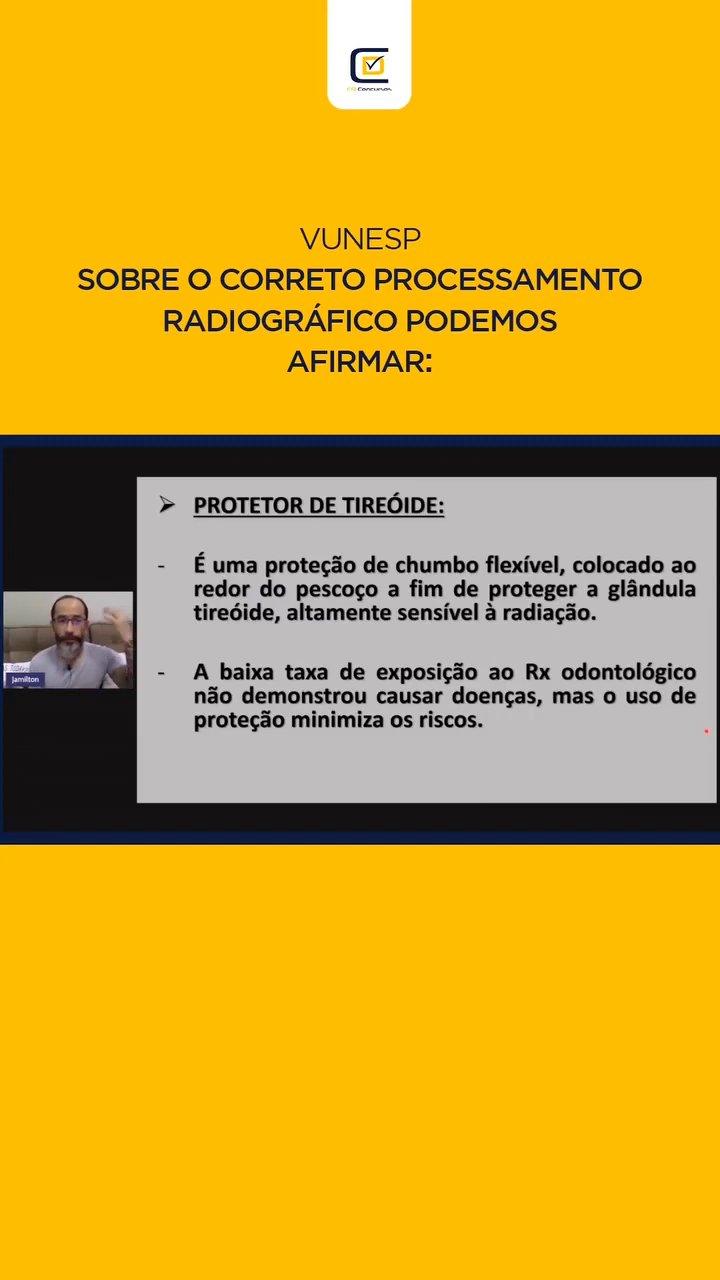 Concursos
VUNESP
SOBRE O CORRETO PROCESSAMENTO
RADIOGRÁFICO PODEMOS
AFIRMAR:
➢ PROTETOR DE TIREÓIDE:
- É uma proteção de chumbo flexível, colocado ao
redor do pescoço a fim de proteger a glândula
tireóide, altamente sensível à radiação.
- A baixa taxa de exposição ao Rx odontológico
não demonstrou causar doenças, mas o uso de
proteção minimiza os riscos.
Jamilton